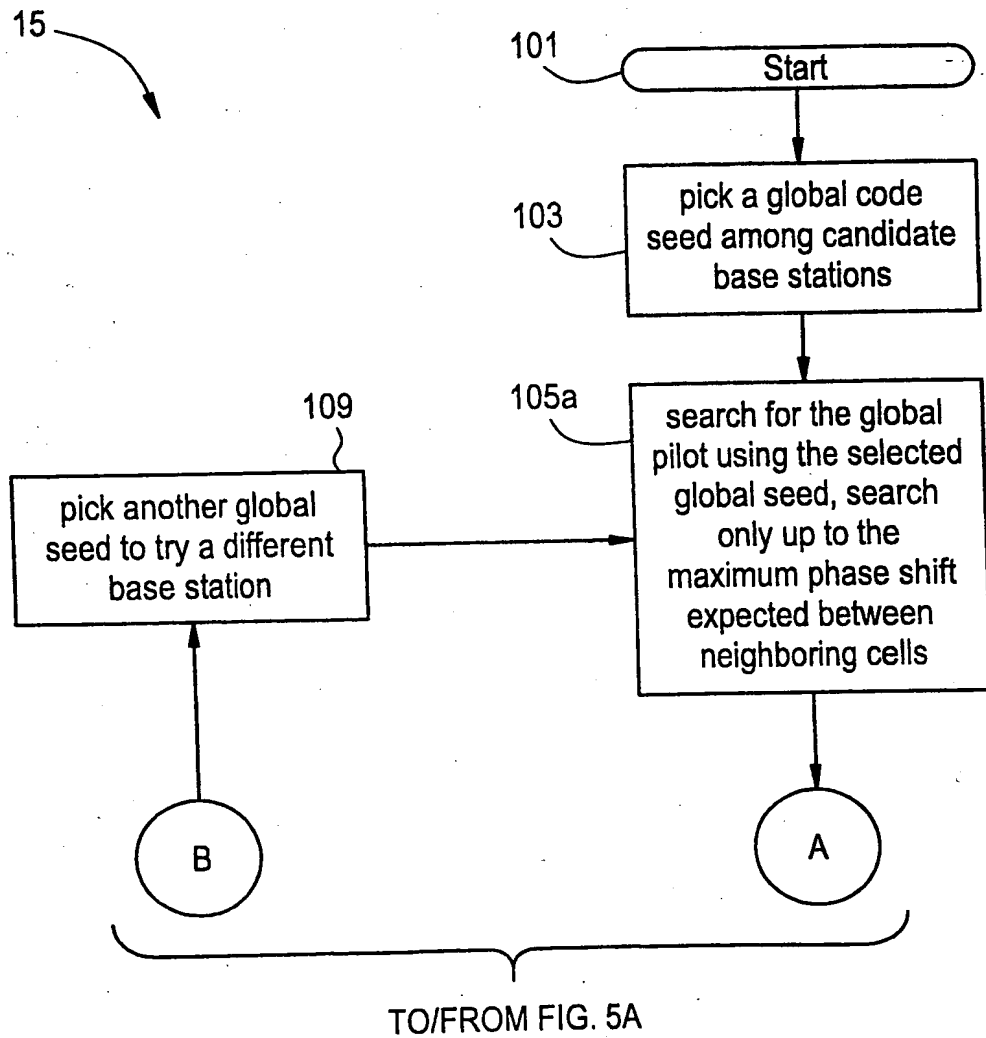 15
101
Start
103
pick a global code
seed among candidate
base stations
105a
search for the global
pilot using the selected
global seed, search
only up to the
maximum phase shift
expected between
neighboring cells
109
pick another global
seed to try a different
base station
B
A
TO/FROM FIG. 5A